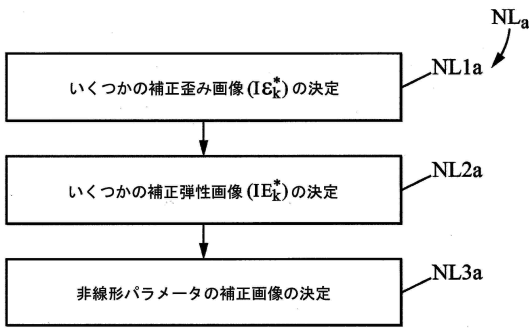 NLa
いくつかの補正歪み画像(Iε*k)の決定
NL1a
いくつかの補正弾性画像(IE*k)の決定
NL2a
非線形パラメータの補正画像の決定
NL3a